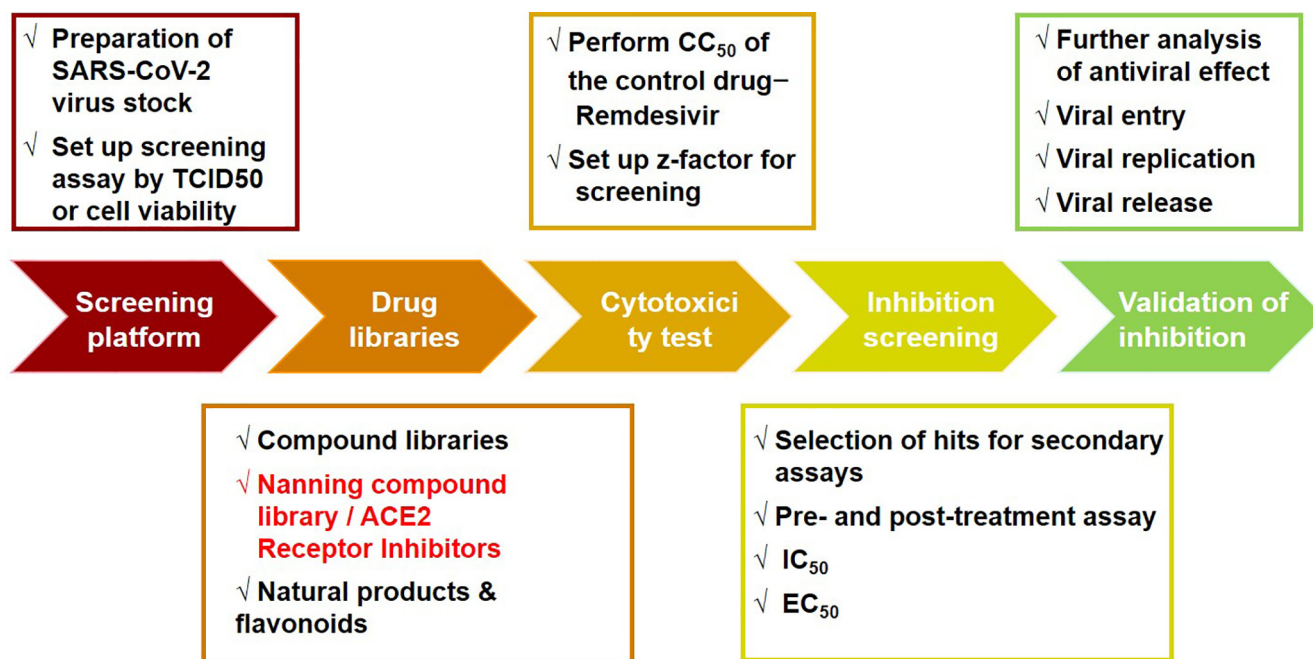 √ Preparation of
SARS-CoV-2
virus stock
√ Set up screening
assay by TCID50
or cell viability
√ Perform CC₅₀ of
the control drug–
Remdesivir
√ Set up z-factor for
screening
√ Further analysis
of antiviral effect
√ Viral entry
√ Viral replication
√ Viral release
Screening
platform
Drug
libraries
Cytotoxici
ty test
Inhibition
screening
Validation of
inhibition
√ Compound libraries
√ Nanning compound
library / ACE2
Receptor Inhibitors
√ Natural products &
flavonoids
√ Selection of hits for secondary
assays
√ Pre- and post-treatment assay
√ IC₅₀
√ EC₅₀